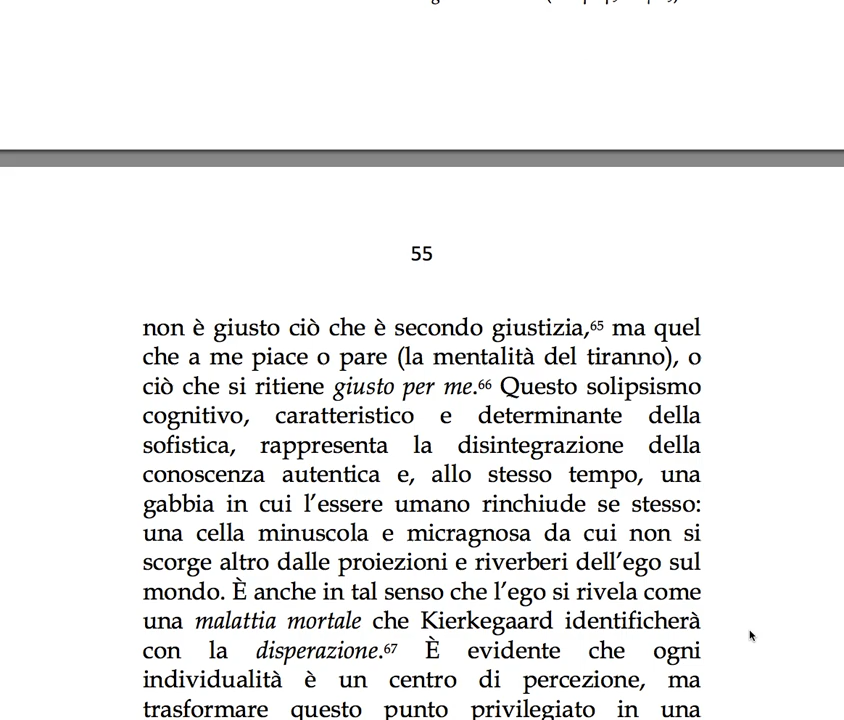 55
non è giusto ciò che è secondo giustizia,65 ma quel
che a me piace o pare (la mentalità del tiranno), o
ciò che si ritiene giusto per me.66 Questo solipsismo
cognitivo, caratteristico e determinante della
sofistica, rappresenta la disintegrazione della
conoscenza autentica e, allo stesso tempo, una
gabbia in cui l’essere umano rinchiude se stesso:
una cella minuscola e micragnosa da cui non si
scorge altro dalle proiezioni e riverberi dell’ego sul
mondo. È anche in tal senso che l’ego si rivela come
una malattia mortale che Kierkegaard identificherà
con la disperazione.67 È evidente che ogni
individualità è un centro di percezione, ma
trasformare questo punto privilegiato in una